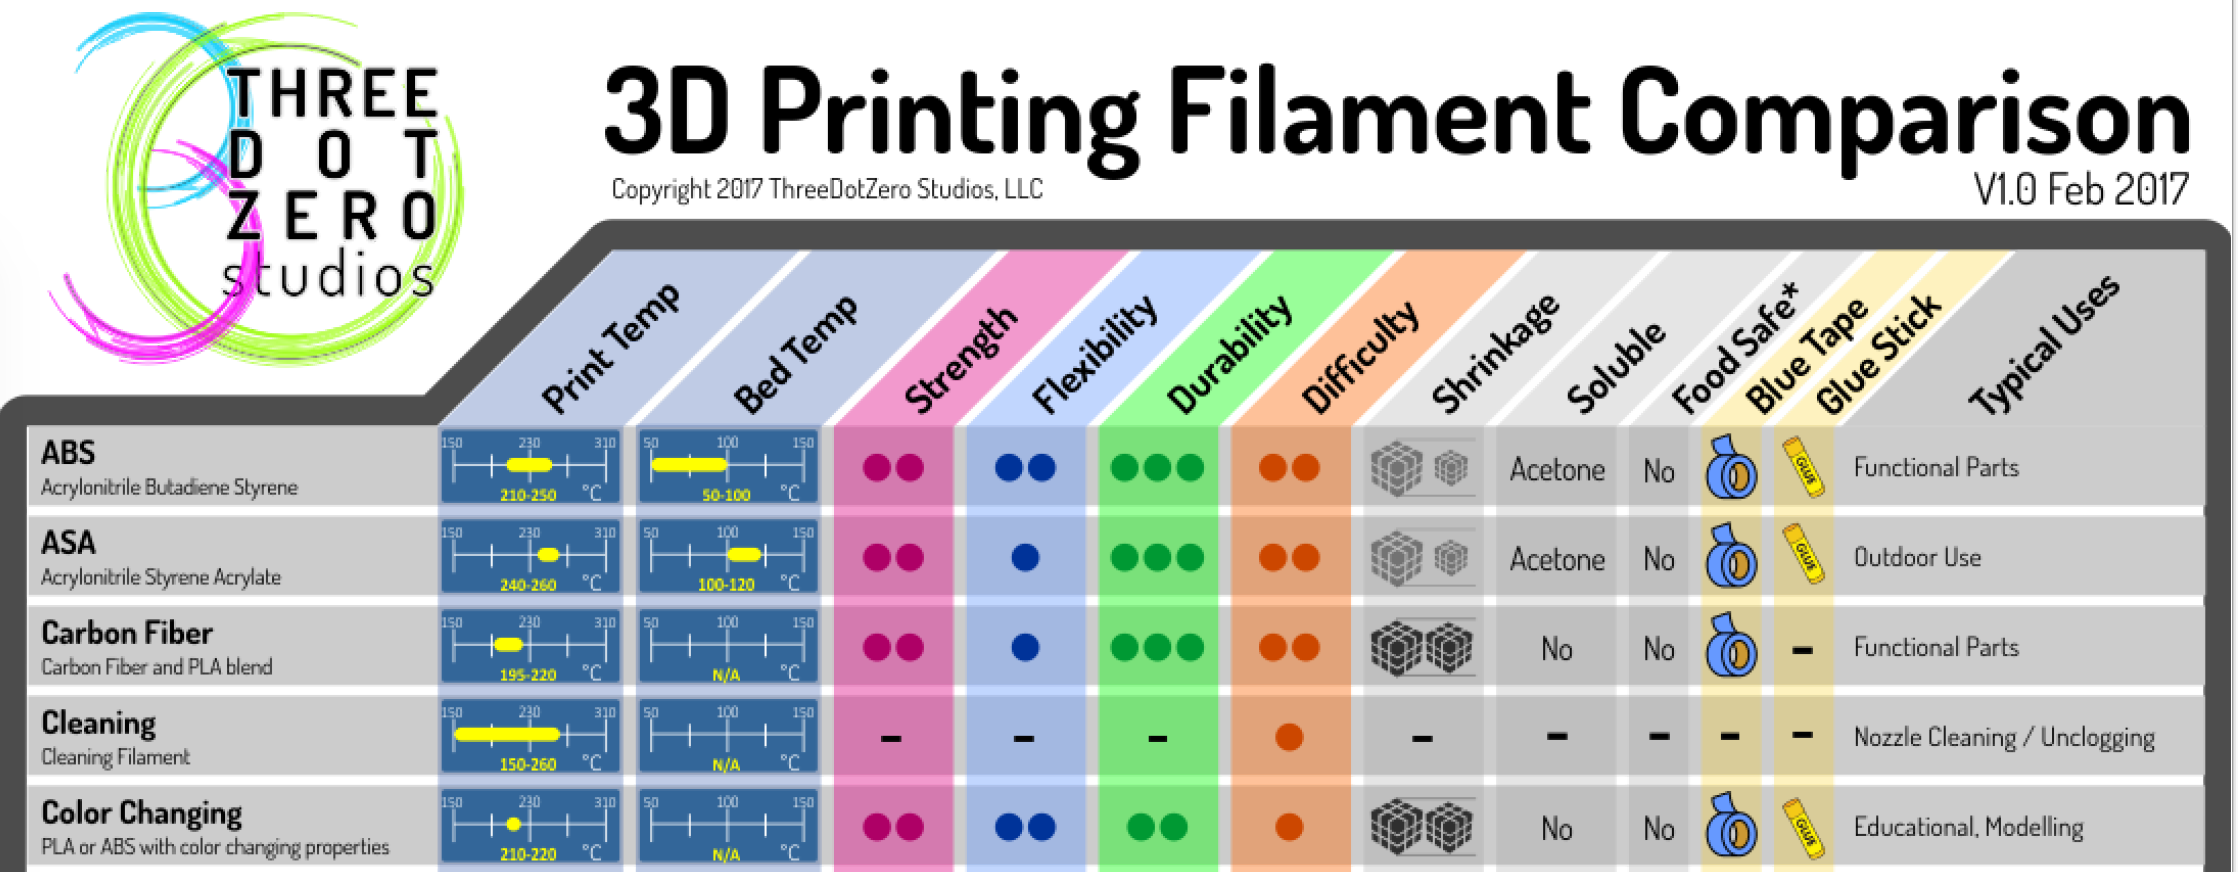 THREE
DOT
ZERO
studios
3D Printing Filament Comparison
Copyright 2017 ThreeDotZero Studios, LLC
V1.0 Feb 2017
Print Temp
Bed Temp
Strength
Flexibility
Durability
Difficulty
Shrinkage
Soluble
Food Safe*
Blue Tape
Glue Stick
Typical Uses
ABS
Acrylonitrile Butadiene Styrene
150 230 310
210-250 °C
50 100 150
50-100 °C
Acetone
No
GLUE
Functional Parts
ASA
Acrylonitrile Styrene Acrylate
150 230 310
240-260 °C
50 100 150
100-120 °C
Acetone
No
GLUE
Outdoor Use
Carbon Fiber
Carbon Fiber and PLA blend
150 230 310
195-220 °C
50 100 150
N/A °C
No
No
-
Functional Parts
Cleaning
Cleaning Filament
150 230 310
150-260 °C
50 100 150
N/A °C
-
-
-
-
-
-
-
-
Nozzle Cleaning / Unclogging
Color Changing
PLA or ABS with color changing properties
150 230 310
210-220 °C
50 100 150
N/A °C
No
No
GLUE
Educational, Modelling